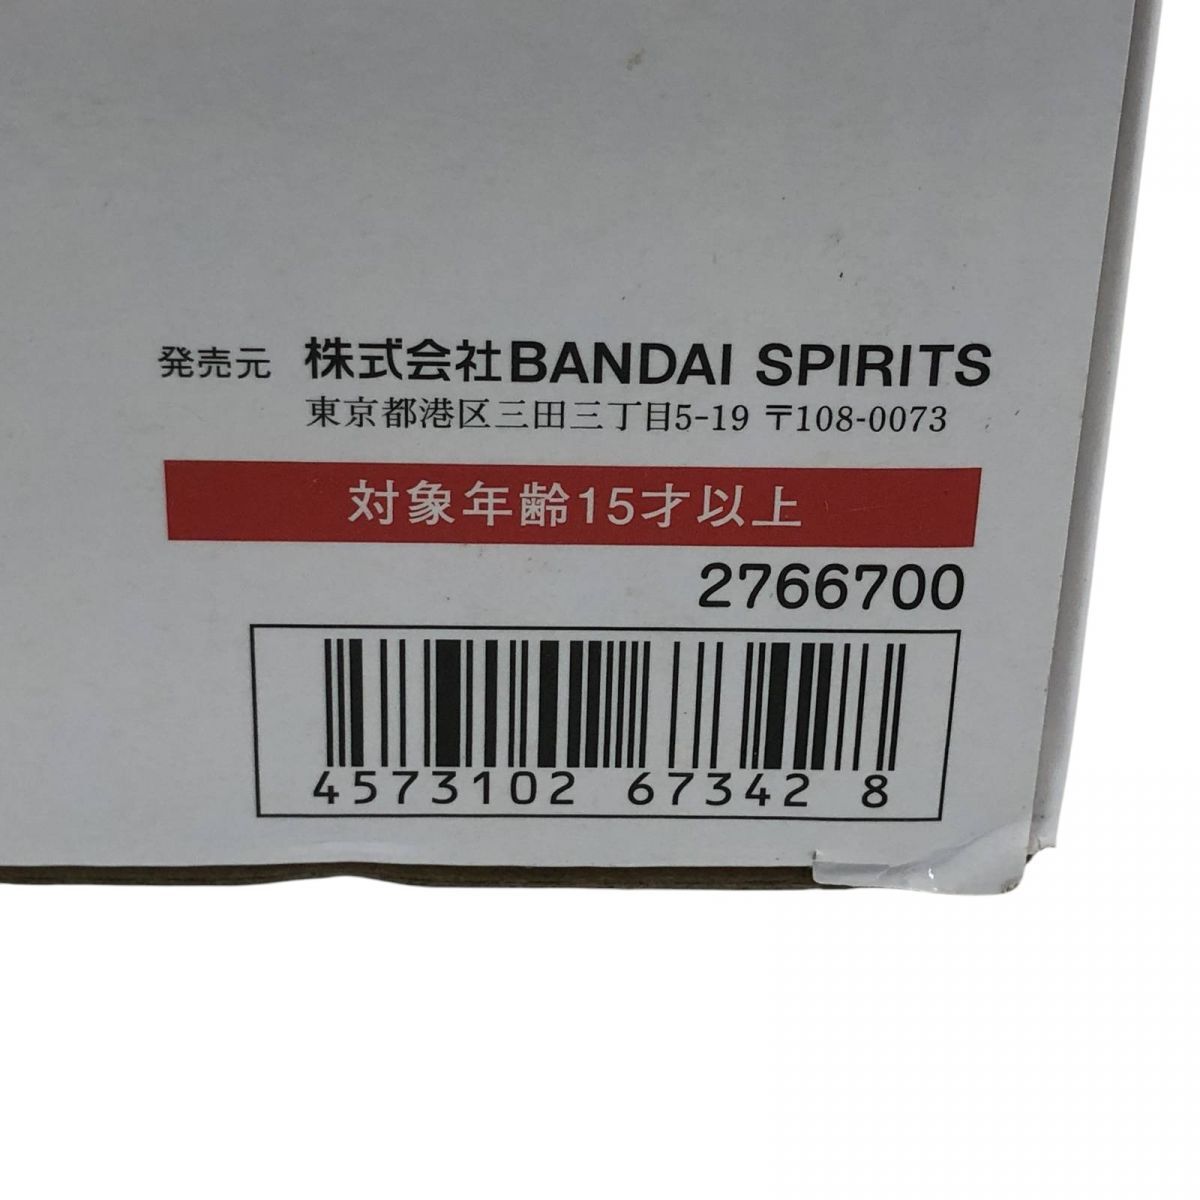 発売元 株式会社BANDAI SPIRITS
東京都港区三田三丁目5-19 〒108-0073
対象年齢15才以上
2766700
4573102 67342 8